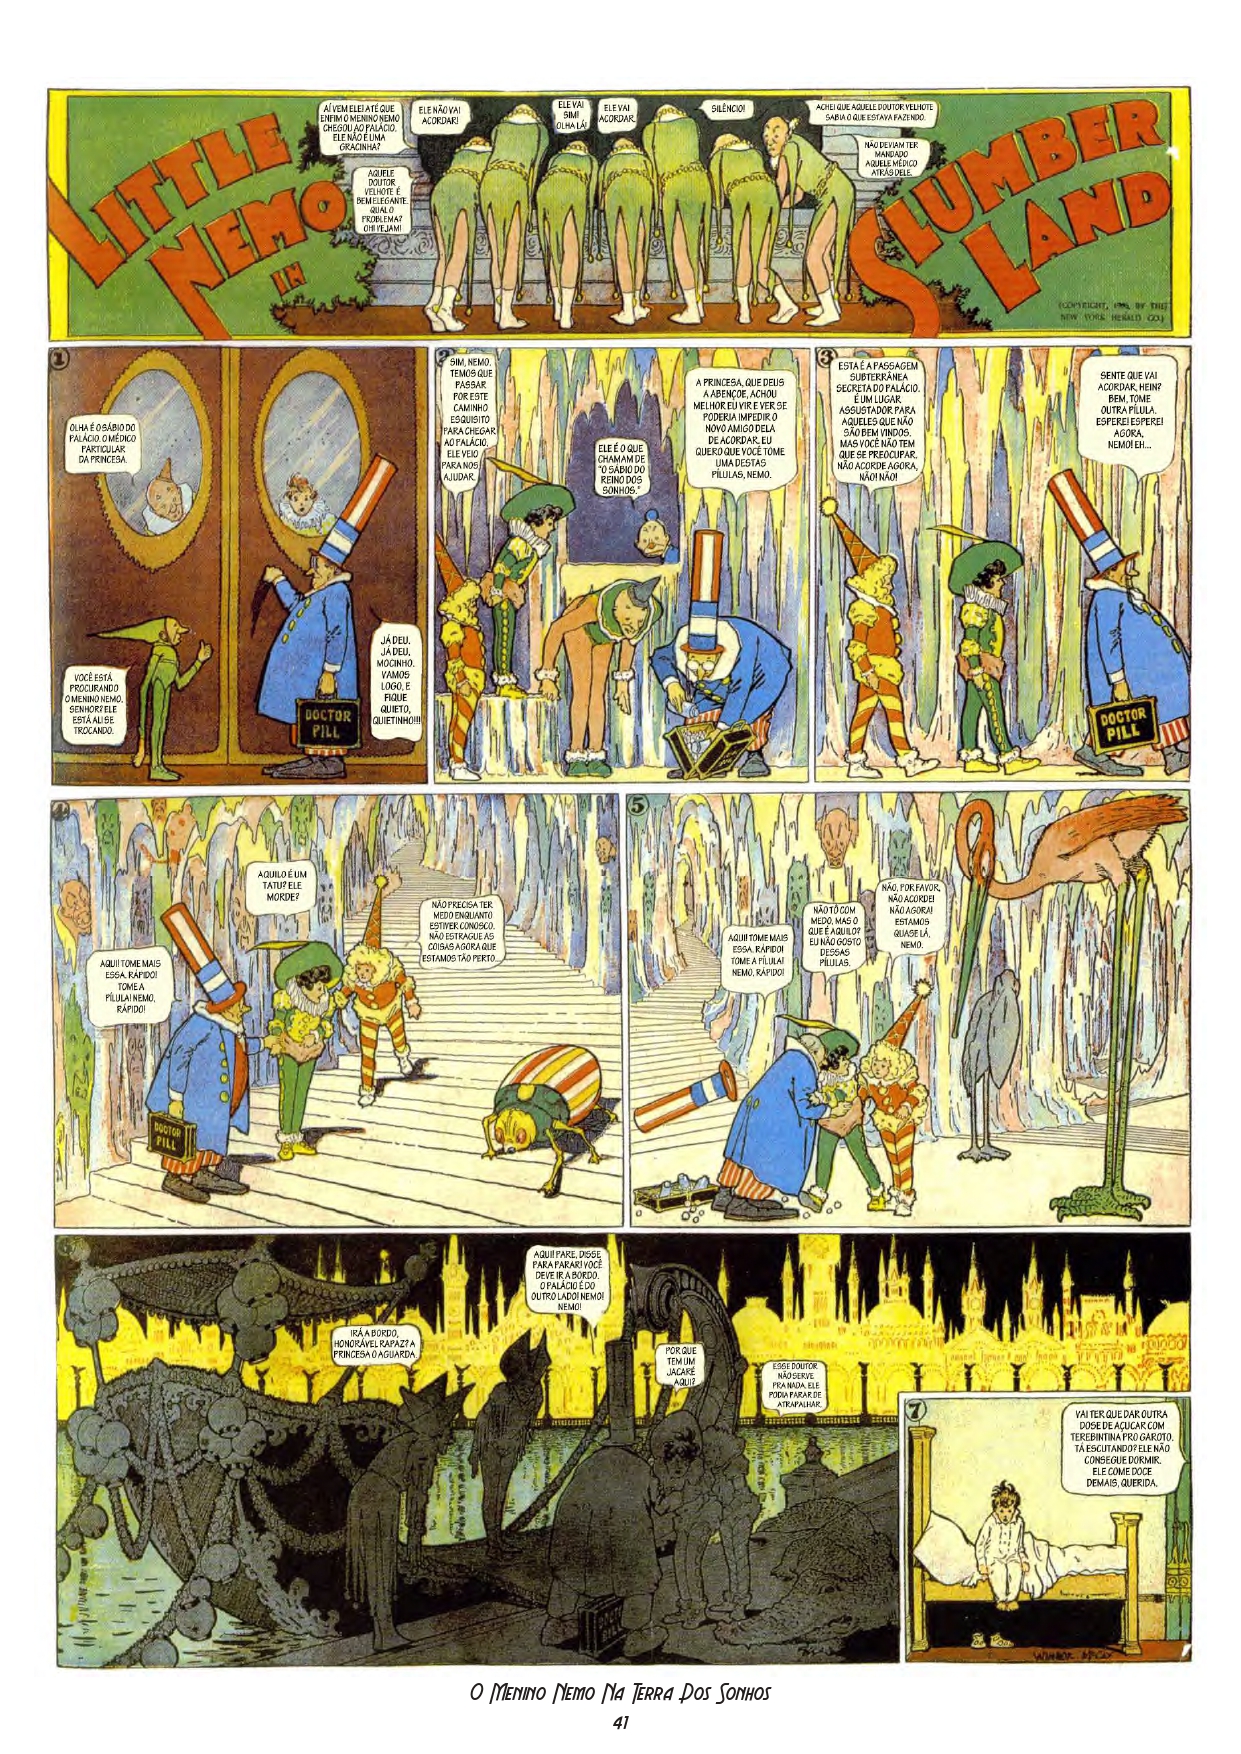 LITTLE
NEMO
IN
SLUMBER
LAND
AÍ VEM ELE! ATÉ QUE
ENFIM O MENINO NEMO
CHEGOU AO PALÁCIO.
ELE NÃO É UMA
GRACINHA?
AQUELE
DOUTOR
VELHOTE É
BEM ELEGANTE.
QUAL O
PROBLEMA?
OH! VEJAM!
ELE NÃO VAI
ACORDAR!
ELE VAI
SIM!
OLHA LÁ!
ELE VAI
ACORDAR.
SILÊNCIO!
ACHEI QUE AQUELE DOUTOR VELHOTE
SABIA O QUE ESTAVA FAZENDO.
NÃO DEVIAM TER
MANDADO
AQUELE MÉDICO
ATRÁS DELE.
(COPYRIGHT, BY THE
NEW YORK HERALD CO.)
1
OLHA É O SÁBIO DO
PALÁCIO. O MÉDICO
PARTICULAR
DA PRINCESA.
VOCÊ ESTÁ
PROCURANDO
O MENINO NEMO,
SENHOR? ELE
ESTÁ ALI SE
TROCANDO.
JÁ DEU,
JÁ DEU,
MOCINHO.
VAMOS
LOGO, E
FIQUE
QUIETO,
QUIETINHO!!!
DOCTOR
PILL
2
SIM, NEMO.
TEMOS QUE
PASSAR
POR ESTE
CAMINHO
ESQUISITO
PARA CHEGAR
AO PALÁCIO.
ELE VEIO
PARA NOS
AJUDAR.
ELE É O QUE
CHAMAM DE
"O SÁBIO DO
REINO DOS
SONHOS."
A PRINCESA, QUE DEUS
A ABENÇOE, ACHOU
MELHOR EU VIR E VER SE
PODERIA IMPEDIR O
NOVO AMIGO DELA
DE ACORDAR. EU
QUERO QUE VOCÊ TOME
UMA DESTAS
PÍLULAS, NEMO.
3
ESTA É A PASSAGEM
SUBTERRÂNEA
SECRETA DO PALÁCIO.
É UM LUGAR
ASSUSTADOR PARA
AQUELES QUE NÃO
SÃO BEM VINDOS.
MAS VOCÊ NÃO TEM
QUE SE PREOCUPAR.
NÃO ACORDE AGORA,
NÃO! NÃO!
SENTE QUE VAI
ACORDAR, HEIN?
BEM, TOME
OUTRA PÍLULA.
ESPERE! ESPERE!
AGORA,
NEMO! EH...
DOCTOR
PILL
4
AQUI! TOME MAIS
ESSA. RÁPIDO!
TOME A
PÍLULA! NEMO,
RÁPIDO!
AQUILO É UM
TATU? ELE
MORDE?
NÃO PRECISA TER
MEDO ENQUANTO
ESTIVER CONOSCO.
NÃO ESTRAGUE AS
COISAS AGORA QUE
ESTAMOS TÃO PERTO...
DOCTOR
PILL
5
AQUI! TOME MAIS
ESSA. RÁPIDO!
TOME A PÍLULA!
NEMO, RÁPIDO!
NÃO TÔ COM
MEDO, MAS O
QUE É AQUILO?
EU NÃO GOSTO
DESSAS
PÍLULAS.
NÃO, POR FAVOR,
NÃO ACORDE!
NÃO AGORA!
ESTAMOS
QUASE LÁ,
NEMO.
IRÁ A BORDO,
HONORÁVEL RAPAZ? A
PRINCESA O AGUARDA.
AQUI! PARE, DISSE
PARA PARAR! VOCÊ
DEVE IR A BORDO.
O PALÁCIO É DO
OUTRO LADO! NEMO!
NEMO!
POR QUE
TEM UM
JACARÉ
AQUI?
ESSE DOUTOR
NÃO SERVE
PRA NADA. ELE
PODIA PARAR DE
ATRAPALHAR.
DOCTOR
PILL
7
VAI TER QUE DAR OUTRA
DOSE DE AÇUCAR COM
TEREBINTINA PRO GAROTO.
TÁ ESCUTANDO? ELE NÃO
CONSEGUE DORMIR.
ELE COME DOCE
DEMAIS, QUERIDA.
O MENINO NEMO NA TERRA DOS SONHOS
41